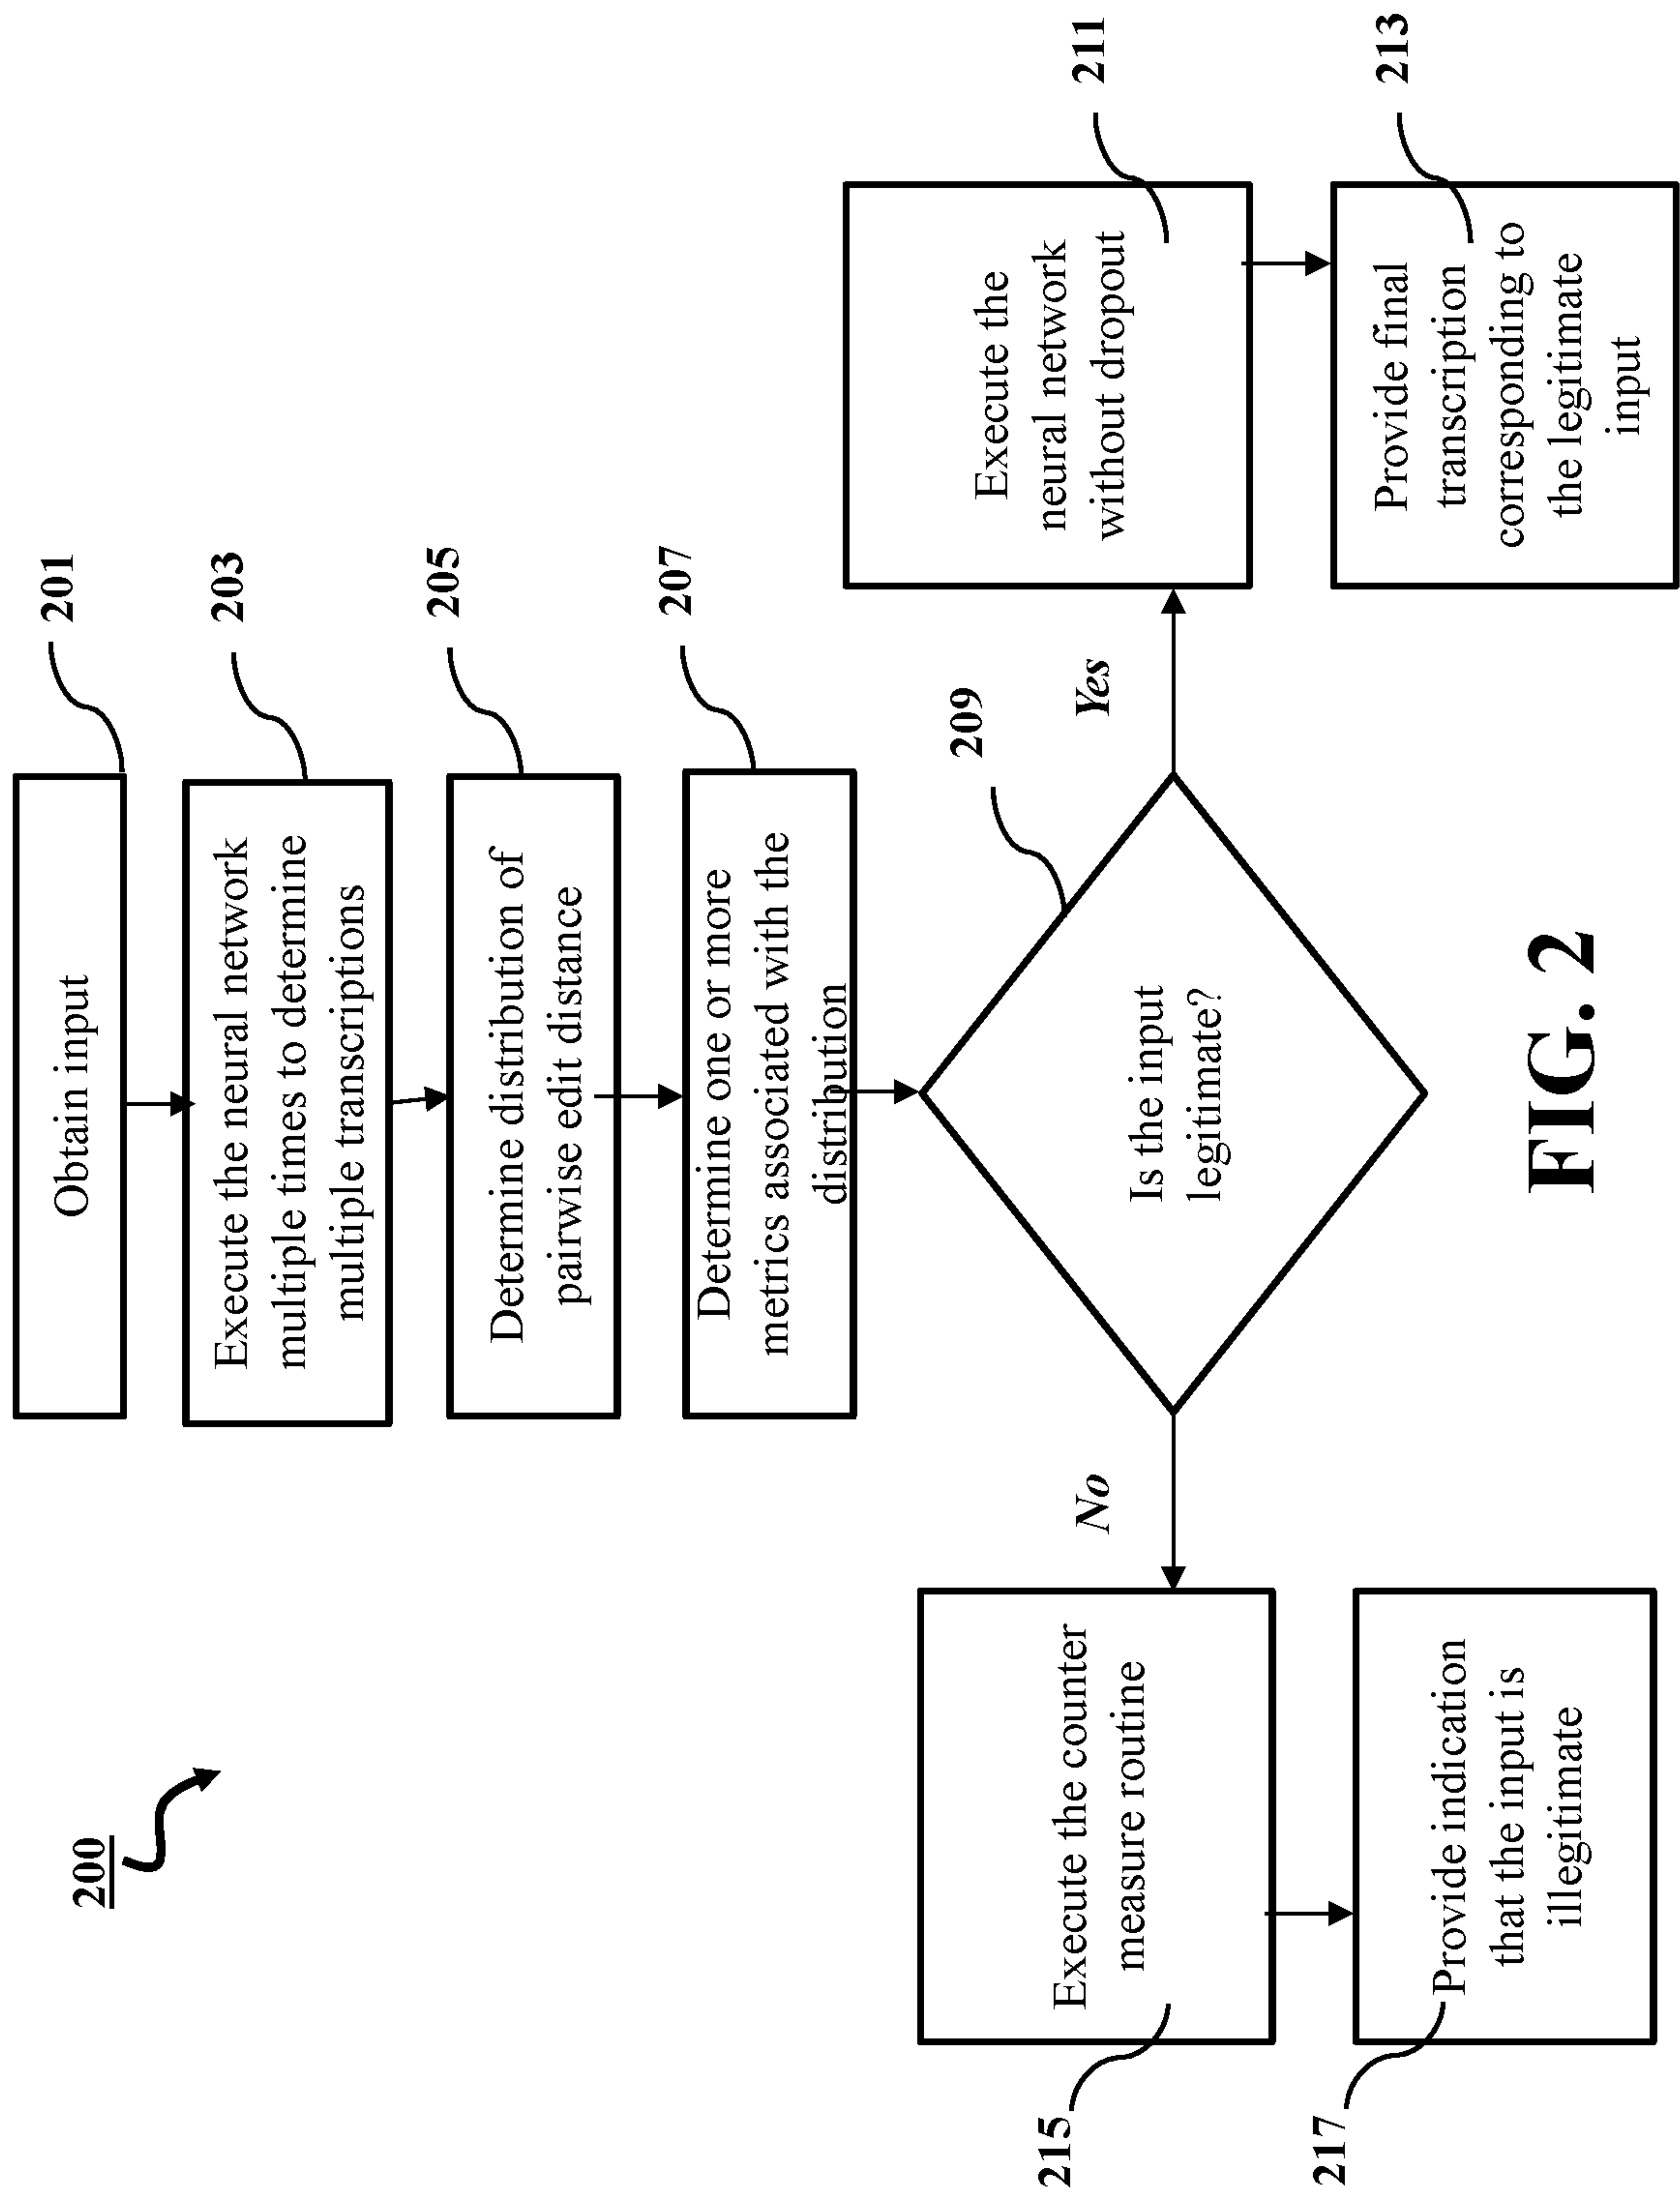 200
Obtain input
201
Execute the neural network
multiple times to determine
multiple transcriptions
203
Determine distribution of
pairwise edit distance
205
Determine one or more
metrics associated with the
distribution
207
Is the input
legitimate?
209
Yes
Execute the
neural network
without dropout
211
Provide final
transcription
corresponding to
the legitimate
input
213
No
Execute the counter
measure routine
215
Provide indication
that the input is
illegitimate
217
FIG. 2